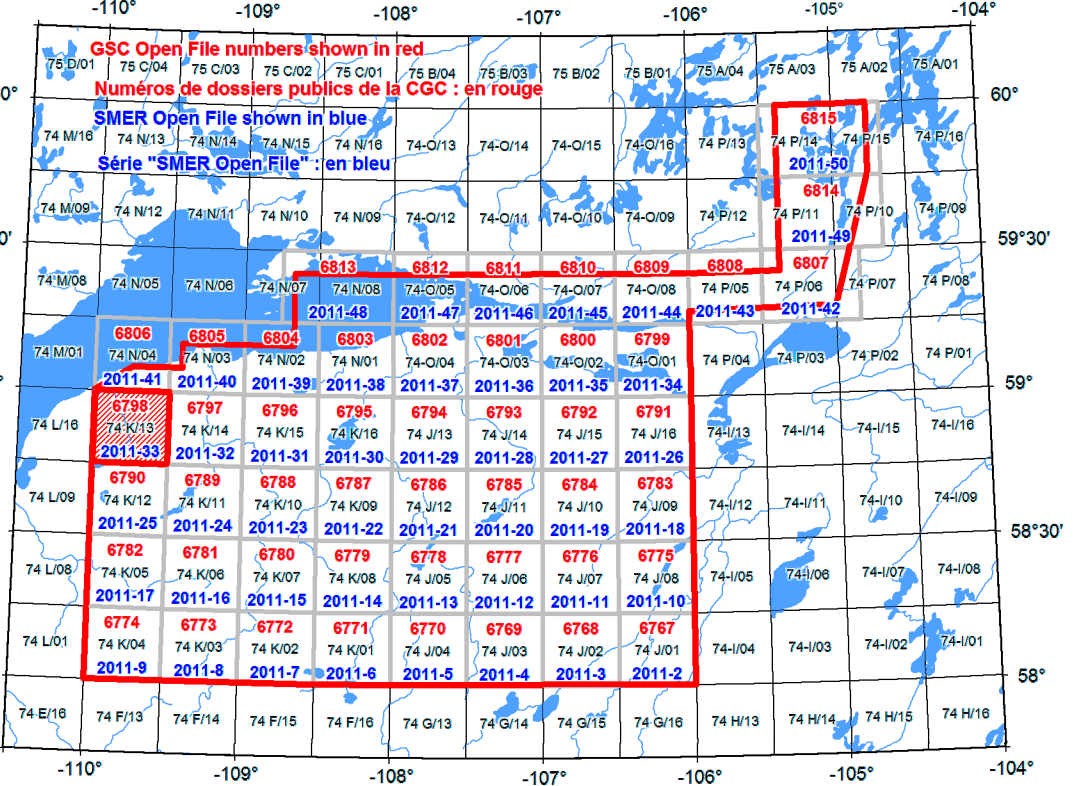 -110° -109° -108° -107° -106° -105° -104°
GSC Open File numbers shown in red
75 D/01 75 C/04 75 C/03 75 C/02 75 C/01 75 B/04 75 B/03 75 B/02 75 B/01 75 A/04 75 A/03 75 A/02 75 A/01
Numéros de dossiers publics de la CGC : en rouge
0° 60°
SMER Open File shown in blue
6815
74 M/16 74 N/13 74 N/14 74 N/15 74 N/16 74-O/13 74-O/14 74-O/15 74-O/16 74 P/13 74 P/14 74 P/15 74 P/16
Série "SMER Open File" : en bleu
2011-50
6814
74 M/09 74 N/12 74 N/11 74 N/10 74 N/09 74-O/12 74-O/11 74-O/10 74-O/09 74 P/12 74 P/11 74 P/10 74 P/09
2011-49
0' 59°30'
6813 6812 6811 6810 6809 6808 6807
74 M/08 74 N/05 74 N/06 74 N/07 74 N/08 74-O/05 74-O/06 74-O/07 74-O/08 74 P/05 74 P/06 74 P/07 74 P/08
2011-48 2011-47 2011-46 2011-45 2011-44 2011-43 2011-42
6806 6805 6804 6803 6802 6801 6800 6799
74 M/01 74 N/04 74 N/03 74 N/02 74 N/01 74-O/04 74-O/03 74-O/02 74-O/01 74 P/04 74 P/03 74 P/02 74 P/01
2011-41 2011-40 2011-39 2011-38 2011-37 2011-36 2011-35 2011-34
° 59°
6798 6797 6796 6795 6794 6793 6792 6791
74 L/16 74 K/13 74 K/14 74 K/15 74 K/16 74 J/13 74 J/14 74 J/15 74 J/16 74-I/13 74-I/14 74-I/15 74-I/16
2011-33 2011-32 2011-31 2011-30 2011-29 2011-28 2011-27 2011-26
6790 6789 6788 6787 6786 6785 6784 6783
74 L/09 74 K/12 74 K/11 74 K/10 74 K/09 74 J/12 74 J/11 74 J/10 74 J/09 74-I/12 74-I/11 74-I/10 74-I/09
2011-25 2011-24 2011-23 2011-22 2011-21 2011-20 2011-19 2011-18
58°30'
6782 6781 6780 6779 6778 6777 6776 6775
74 L/08 74 K/05 74 K/06 74 K/07 74 K/08 74 J/05 74 J/06 74 J/07 74 J/08 74-I/05 74-I/06 74-I/07 74-I/08
2011-17 2011-16 2011-15 2011-14 2011-13 2011-12 2011-11 2011-10
6774 6773 6772 6771 6770 6769 6768 6767
74 L/01 74 K/04 74 K/03 74 K/02 74 K/01 74 J/04 74 J/03 74 J/02 74 J/01 74-I/04 74-I/03 74-I/02 74-I/01
2011-9 2011-8 2011-7 2011-6 2011-5 2011-4 2011-3 2011-2
58°
74 E/16 74 F/13 74 F/14 74 F/15 74 F/16 74 G/13 74 G/14 74 G/15 74 G/16 74 H/13 74 H/14 74 H/15 74 H/16
-110° -109° -108° -107° -106° -105° -104°